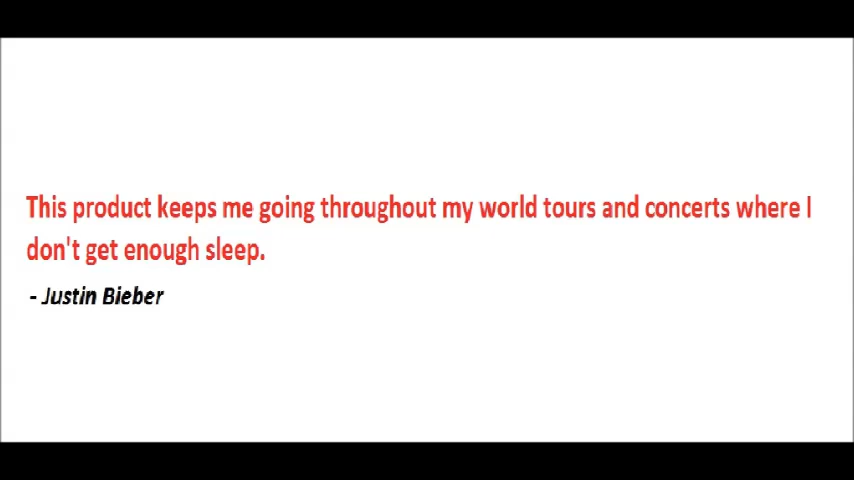 This product keeps me going throughout my world tours and concerts where I
don't get enough sleep.
- Justin Bieber